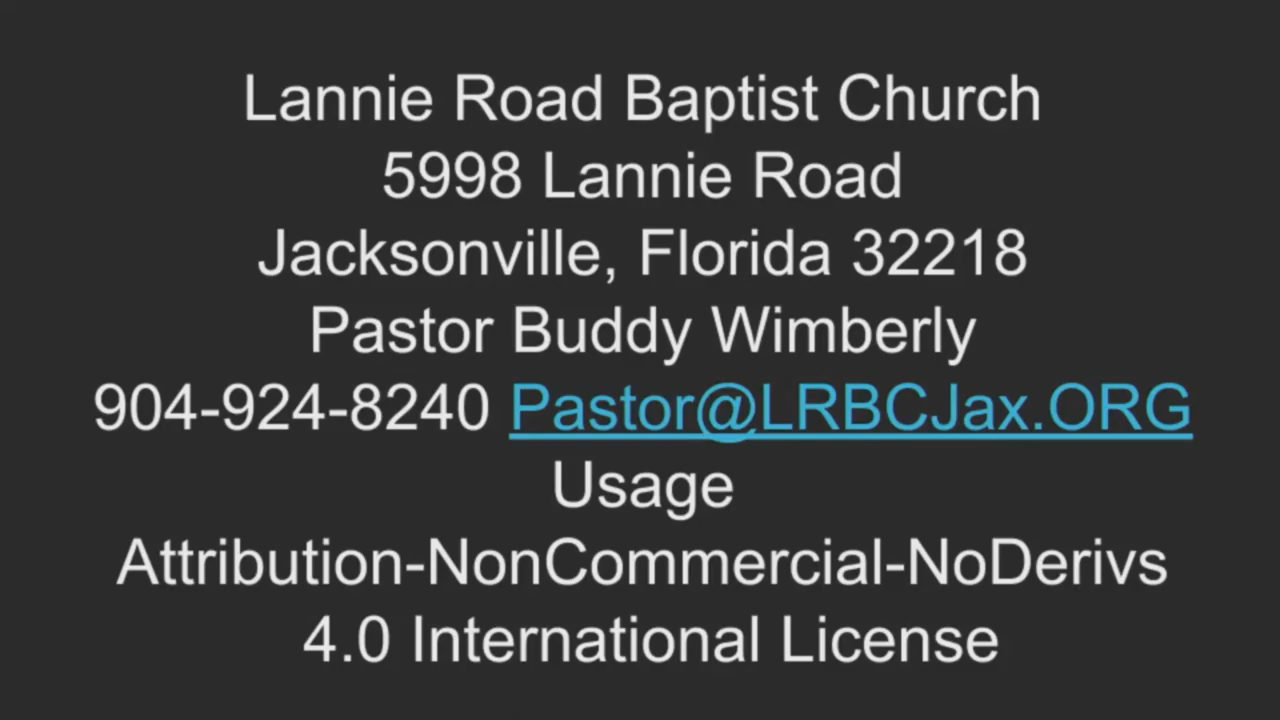 Lannie Road Baptist Church
5998 Lannie Road
Jacksonville, Florida 32218
Pastor Buddy Wimberly
904-924-8240 Pastor@LRBCJax.ORG
Usage
Attribution-NonCommercial-NoDerivs
4.0 International License